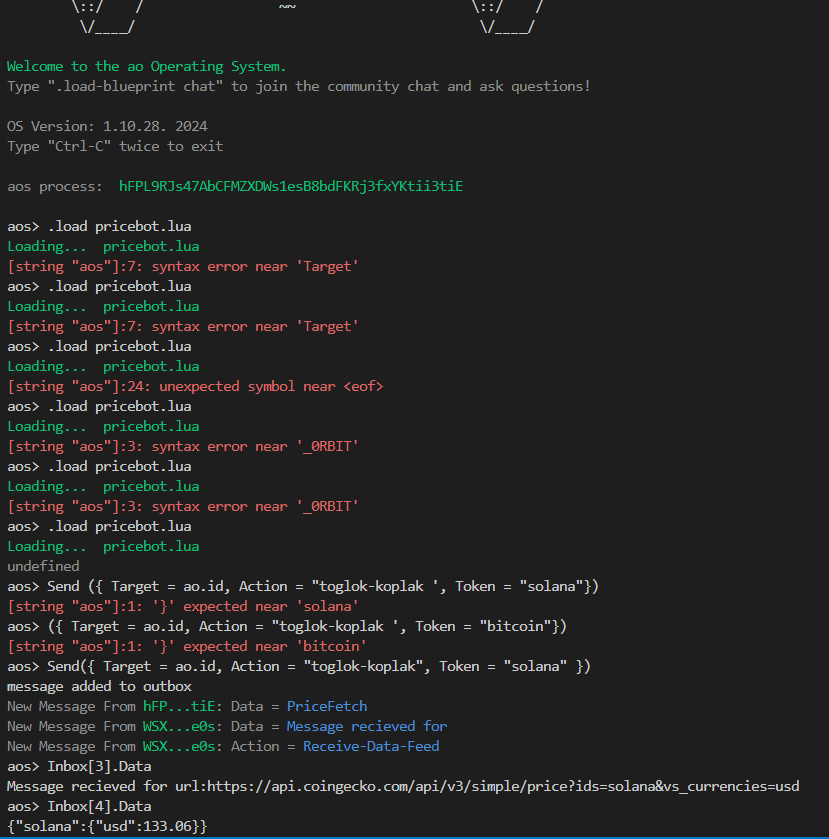 \::/    /                 ~~                      \::/    /
\/____/                                           \/____/
Welcome to the ao Operating System.
Type ".load-blueprint chat" to join the community chat and ask questions!
OS Version: 1.10.28. 2024
Type "Ctrl-C" twice to exit
aos process:  hFPL9RJs47AbCFMZXDWs1esB8bdFKRj3fxYKtii3tiE
aos> .load pricebot.lua
Loading...  pricebot.lua
[string "aos"]:7: syntax error near 'Target'
aos> .load pricebot.lua
Loading...  pricebot.lua
[string "aos"]:7: syntax error near 'Target'
aos> .load pricebot.lua
Loading...  pricebot.lua
[string "aos"]:24: unexpected symbol near <eof>
aos> .load pricebot.lua
Loading...  pricebot.lua
[string "aos"]:3: syntax error near '_0RBIT'
aos> .load pricebot.lua
Loading...  pricebot.lua
[string "aos"]:3: syntax error near '_0RBIT'
aos> .load pricebot.lua
Loading...  pricebot.lua
undefined
aos> Send ({ Target = ao.id, Action = "toglok-koplak ', Token = "solana"})
[string "aos"]:1: '}' expected near 'solana'
aos> ({ Target = ao.id, Action = "toglok-koplak ', Token = "bitcoin"})
[string "aos"]:1: '}' expected near 'bitcoin'
aos> Send({ Target = ao.id, Action = "toglok-koplak", Token = "solana" })
message added to outbox
New Message From hFP...tiE: Data = PriceFetch
New Message From WSX...e0s: Data = Message recieved for
New Message From WSX...e0s: Action = Receive-Data-Feed
aos> Inbox[3].Data
Message recieved for url:https://api.coingecko.com/api/v3/simple/price?ids=solana&vs_currencies=usd
aos> Inbox[4].Data
{"solana":{"usd":133.06}}